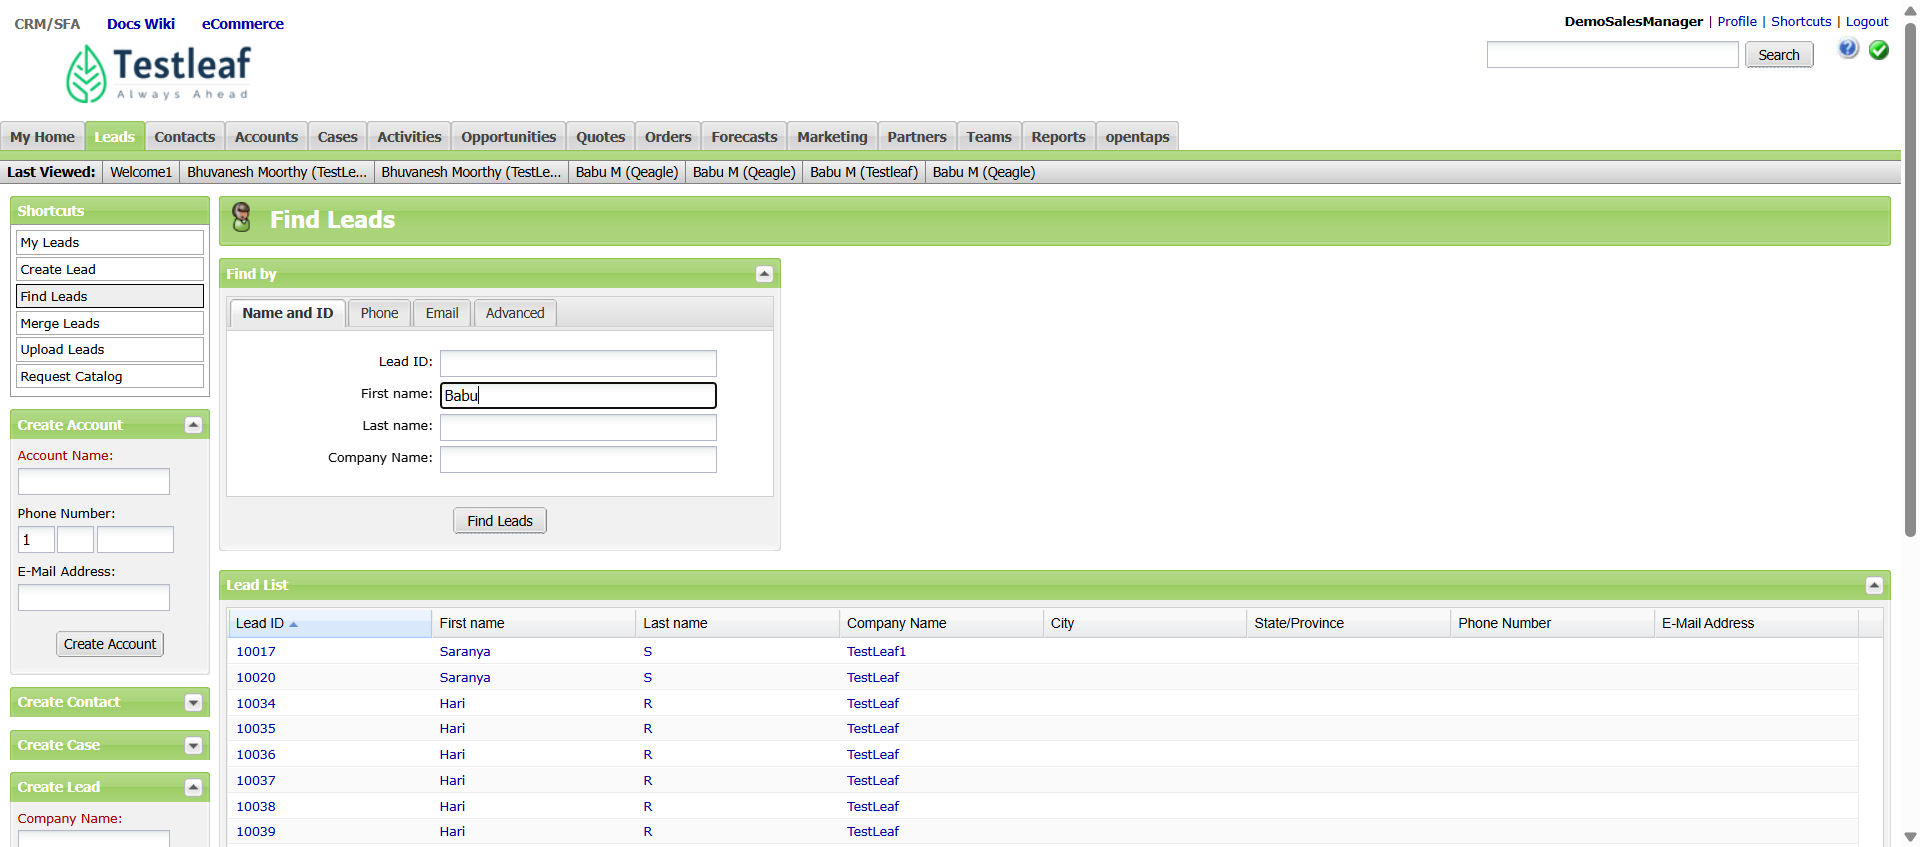 CRM/SFA Docs Wiki eCommerce
DemoSalesManager | Profile | Shortcuts | Logout
Testleaf
Always Ahead
Search
My Home Leads Contacts Accounts Cases Activities Opportunities Quotes Orders Forecasts Marketing Partners Teams Reports opentaps
Last Viewed: Welcome1 Bhuvanesh Moorthy (TestLe... Bhuvanesh Moorthy (TestLe... Babu M (Qeagle) Babu M (Qeagle) Babu M (Testleaf) Babu M (Qeagle)
Shortcuts
My Leads
Create Lead
Find Leads
Merge Leads
Upload Leads
Request Catalog
Create Account
Account Name:
Phone Number:
1
E-Mail Address:
Create Account
Create Contact
Create Case
Create Lead
Company Name:
Find Leads
Find by
Name and ID Phone Email Advanced
Lead ID:
First name: Babu
Last name:
Company Name:
Find Leads
Lead List
Lead ID First name Last name Company Name City State/Province Phone Number E-Mail Address
10017 Saranya S TestLeaf1
10020 Saranya S TestLeaf
10034 Hari R TestLeaf
10035 Hari R TestLeaf
10036 Hari R TestLeaf
10037 Hari R TestLeaf
10038 Hari R TestLeaf
10039 Hari R TestLeaf